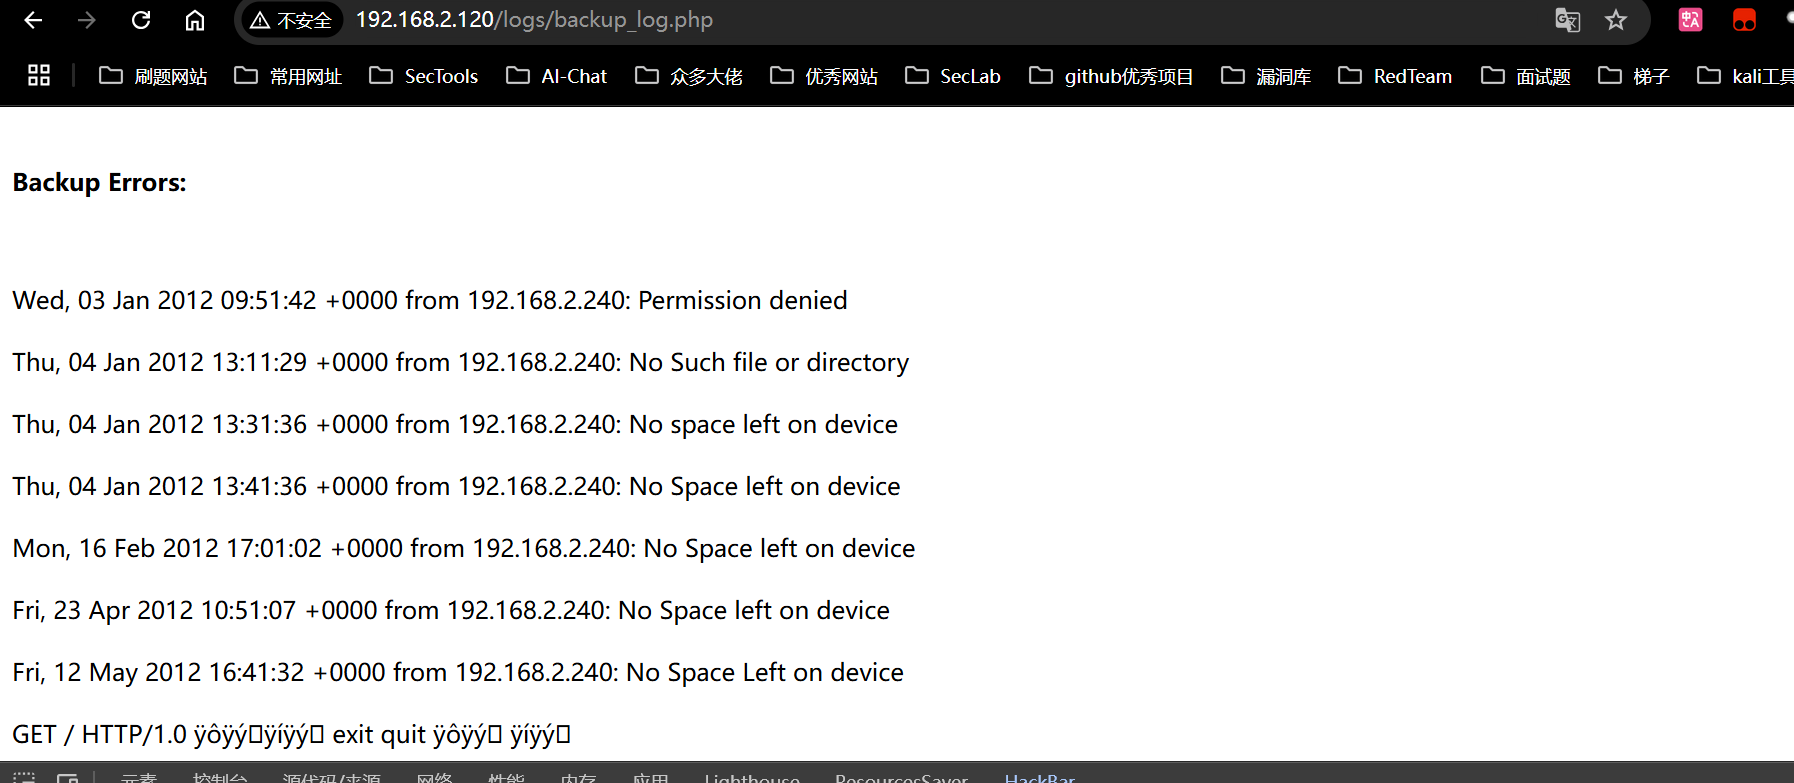 不安全 192.168.2.120/logs/backup_log.php
刷题网站 常用网址 SecTools AI-Chat 众多大佬 优秀网站 SecLab github优秀项目 漏洞库 RedTeam 面试题 梯子 kali工具
Backup Errors:
Wed, 03 Jan 2012 09:51:42 +0000 from 192.168.2.240: Permission denied
Thu, 04 Jan 2012 13:11:29 +0000 from 192.168.2.240: No Such file or directory
Thu, 04 Jan 2012 13:31:36 +0000 from 192.168.2.240: No space left on device
Thu, 04 Jan 2012 13:41:36 +0000 from 192.168.2.240: No Space left on device
Mon, 16 Feb 2012 17:01:02 +0000 from 192.168.2.240: No Space left on device
Fri, 23 Apr 2012 10:51:07 +0000 from 192.168.2.240: No Space left on device
Fri, 12 May 2012 16:41:32 +0000 from 192.168.2.240: No Space Left on device
GET / HTTP/1.0 ÿôÿý▯ÿíÿý▯ exit quit ÿôÿý▯ ÿíÿý▯
元素 控制台 源代码/来源 网络 性能 内存 应用 Lighthouse ResourcesSaver HackBar